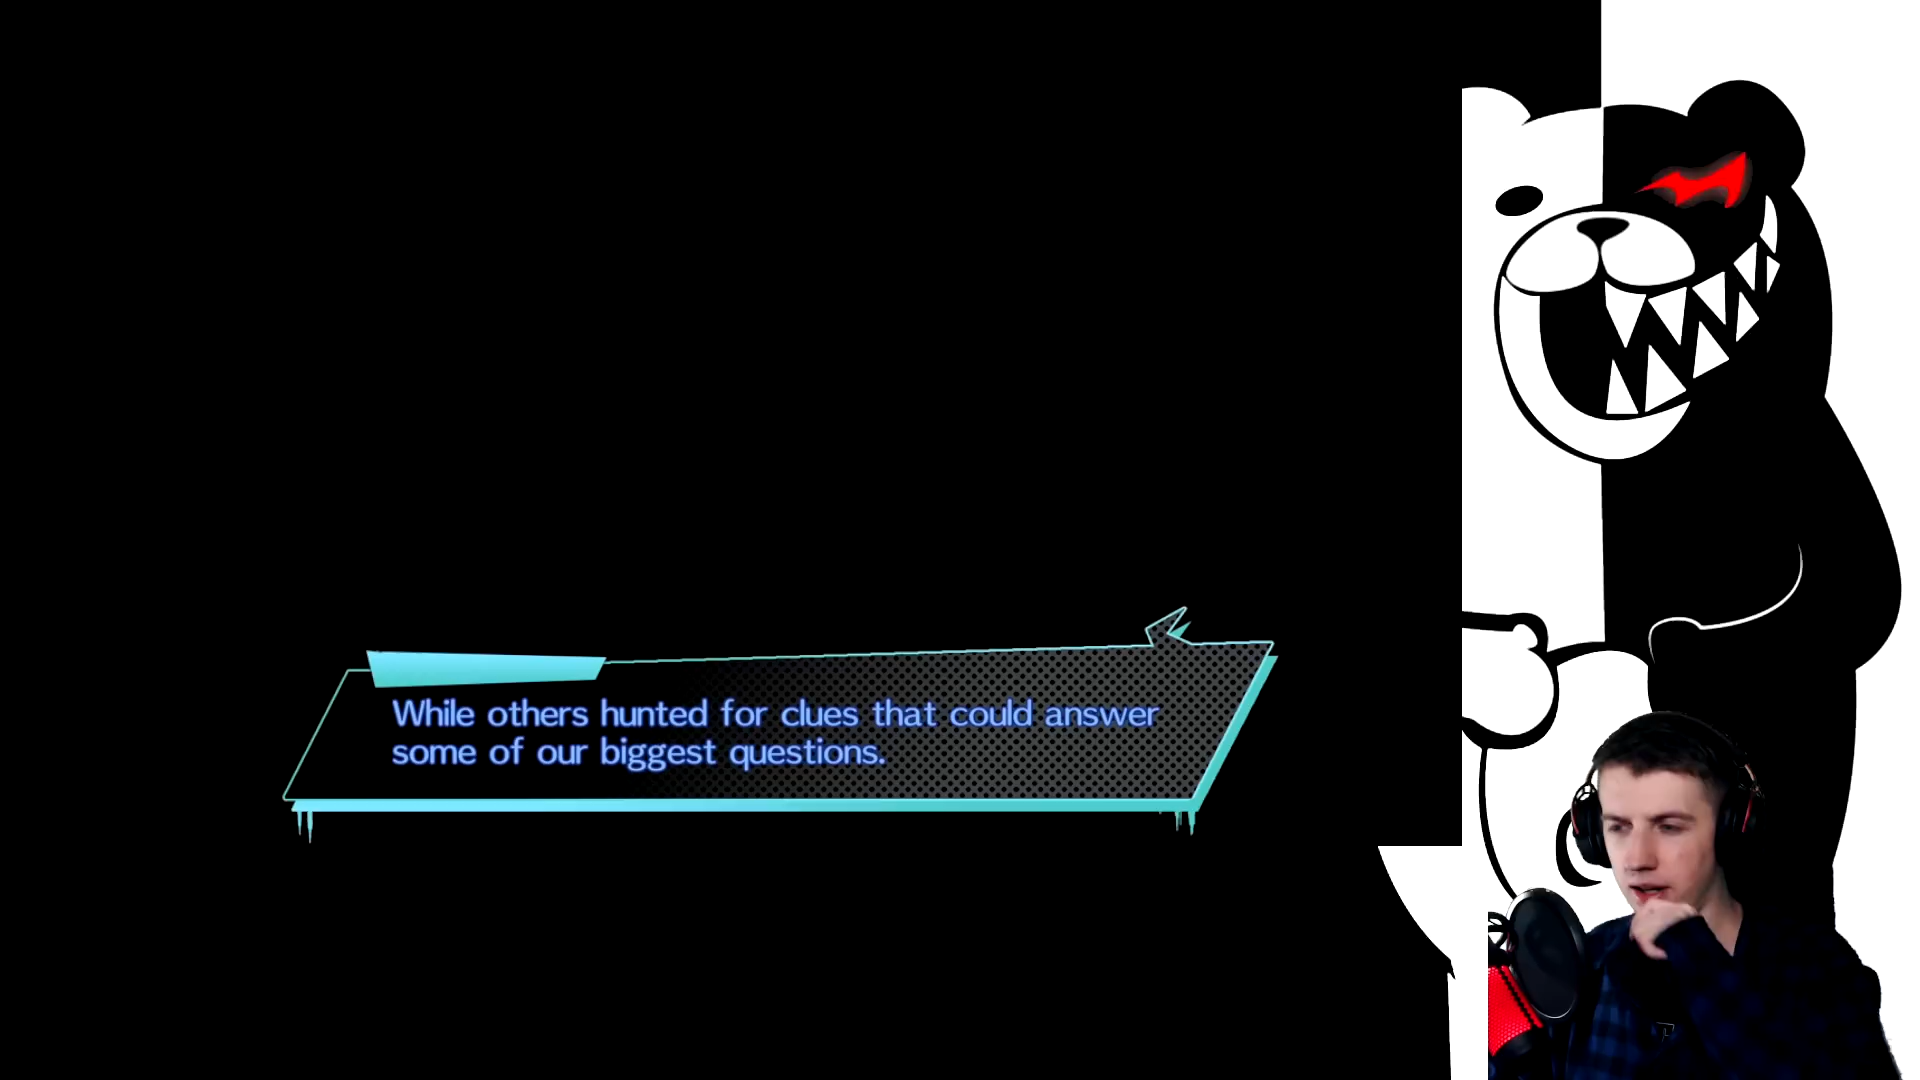 While others hunted for clues that could answer
some of our biggest questions.